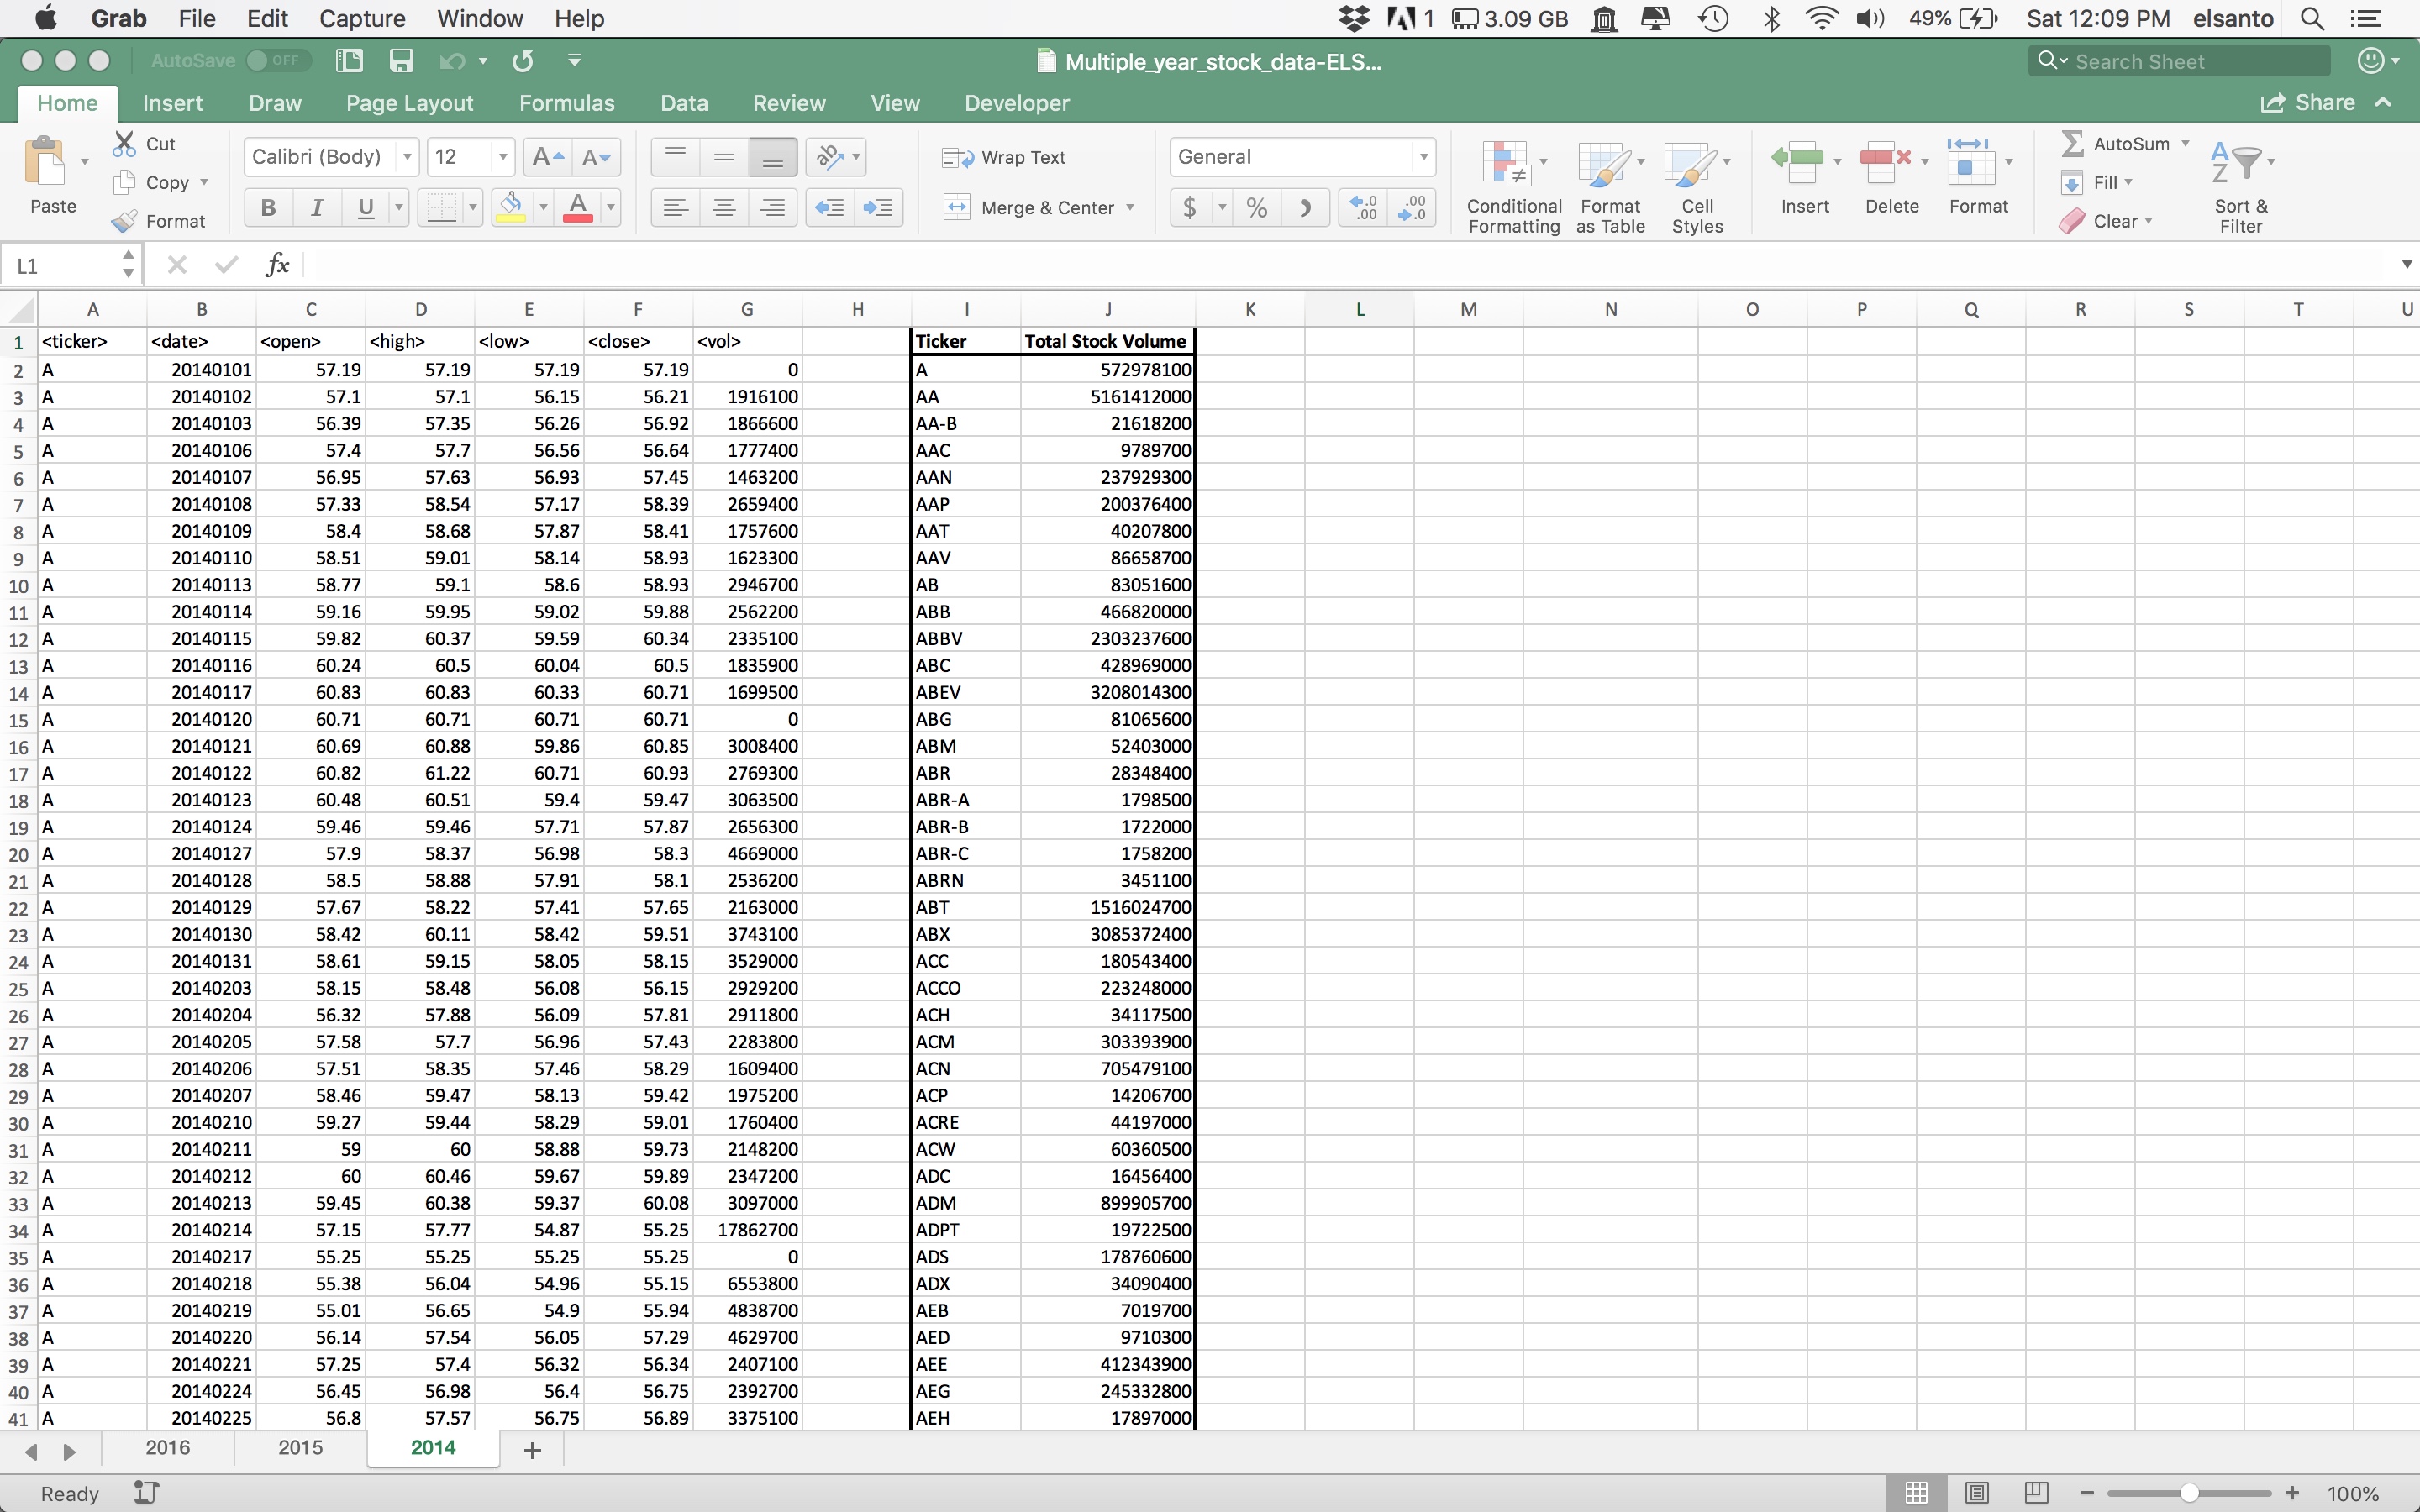 Grab File Edit Capture Window Help 1 3.09 GB 49% Sat 12:09 PM elsanto
AutoSave OFF Multiple_year_stock_data-ELS... Search Sheet
Home Insert Draw Page Layout Formulas Data Review View Developer Share
Paste Cut Copy Format
Calibri (Body) 12
B I U
Wrap Text
Merge & Center
General
$ %
Conditional Formatting
Format as Table
Cell Styles
Insert Delete Format
AutoSum Fill Clear
Sort & Filter
L1 fx
A B C D E F G H I J K L M N O P Q R S T U
1 <ticker> <date> <open> <high> <low> <close> <vol> Ticker Total Stock Volume
2 A 20140101 57.19 57.19 57.19 57.19 0 A 572978100
3 A 20140102 57.1 57.1 56.15 56.21 1916100 AA 5161412000
4 A 20140103 56.39 57.35 56.26 56.92 1866600 AA-B 21618200
5 A 20140106 57.4 57.7 56.56 56.64 1777400 AAC 9789700
6 A 20140107 56.95 57.63 56.93 57.45 1463200 AAN 237929300
7 A 20140108 57.33 58.54 57.17 58.39 2659400 AAP 200376400
8 A 20140109 58.4 58.68 57.87 58.41 1757600 AAT 40207800
9 A 20140110 58.51 59.01 58.14 58.93 1623300 AAV 86658700
10 A 20140113 58.77 59.1 58.6 58.93 2946700 AB 83051600
11 A 20140114 59.16 59.95 59.02 59.88 2562200 ABB 466820000
12 A 20140115 59.82 60.37 59.59 60.34 2335100 ABBV 2303237600
13 A 20140116 60.24 60.5 60.04 60.5 1835900 ABC 428969000
14 A 20140117 60.83 60.83 60.33 60.71 1699500 ABEV 3208014300
15 A 20140120 60.71 60.71 60.71 60.71 0 ABG 81065600
16 A 20140121 60.69 60.88 59.86 60.85 3008400 ABM 52403000
17 A 20140122 60.82 61.22 60.71 60.93 2769300 ABR 28348400
18 A 20140123 60.48 60.51 59.4 59.47 3063500 ABR-A 1798500
19 A 20140124 59.46 59.46 57.71 57.87 2656300 ABR-B 1722000
20 A 20140127 57.9 58.37 56.98 58.3 4669000 ABR-C 1758200
21 A 20140128 58.5 58.88 57.91 58.1 2536200 ABRN 3451100
22 A 20140129 57.67 58.22 57.41 57.65 2163000 ABT 1516024700
23 A 20140130 58.42 60.11 58.42 59.51 3743100 ABX 3085372400
24 A 20140131 58.61 59.15 58.05 58.15 3529000 ACC 180543400
25 A 20140203 58.15 58.48 56.08 56.15 2929200 ACCO 223248000
26 A 20140204 56.32 57.88 56.09 57.81 2911800 ACH 34117500
27 A 20140205 57.58 57.7 56.96 57.43 2283800 ACM 303393900
28 A 20140206 57.51 58.35 57.46 58.29 1609400 ACN 705479100
29 A 20140207 58.46 59.47 58.13 59.42 1975200 ACP 14206700
30 A 20140210 59.27 59.44 58.29 59.01 1760400 ACRE 44197000
31 A 20140211 59 60 58.88 59.73 2148200 ACW 60360500
32 A 20140212 60 60.46 59.67 59.89 2347200 ADC 16456400
33 A 20140213 59.45 60.38 59.37 60.08 3097000 ADM 899905700
34 A 20140214 57.15 57.77 54.87 55.25 17862700 ADPT 19722500
35 A 20140217 55.25 55.25 55.25 55.25 0 ADS 178760600
36 A 20140218 55.38 56.04 54.96 55.15 6553800 ADX 34090400
37 A 20140219 55.01 56.65 54.9 55.94 4838700 AEB 7019700
38 A 20140220 56.14 57.54 56.05 57.29 4629700 AED 9710300
39 A 20140221 57.25 57.4 56.32 56.34 2407100 AEE 412343900
40 A 20140224 56.45 56.98 56.4 56.75 2392700 AEG 245332800
41 A 20140225 56.8 57.57 56.75 56.89 3375100 AEH 17897000
2016 2015 2014 +
Ready 100%